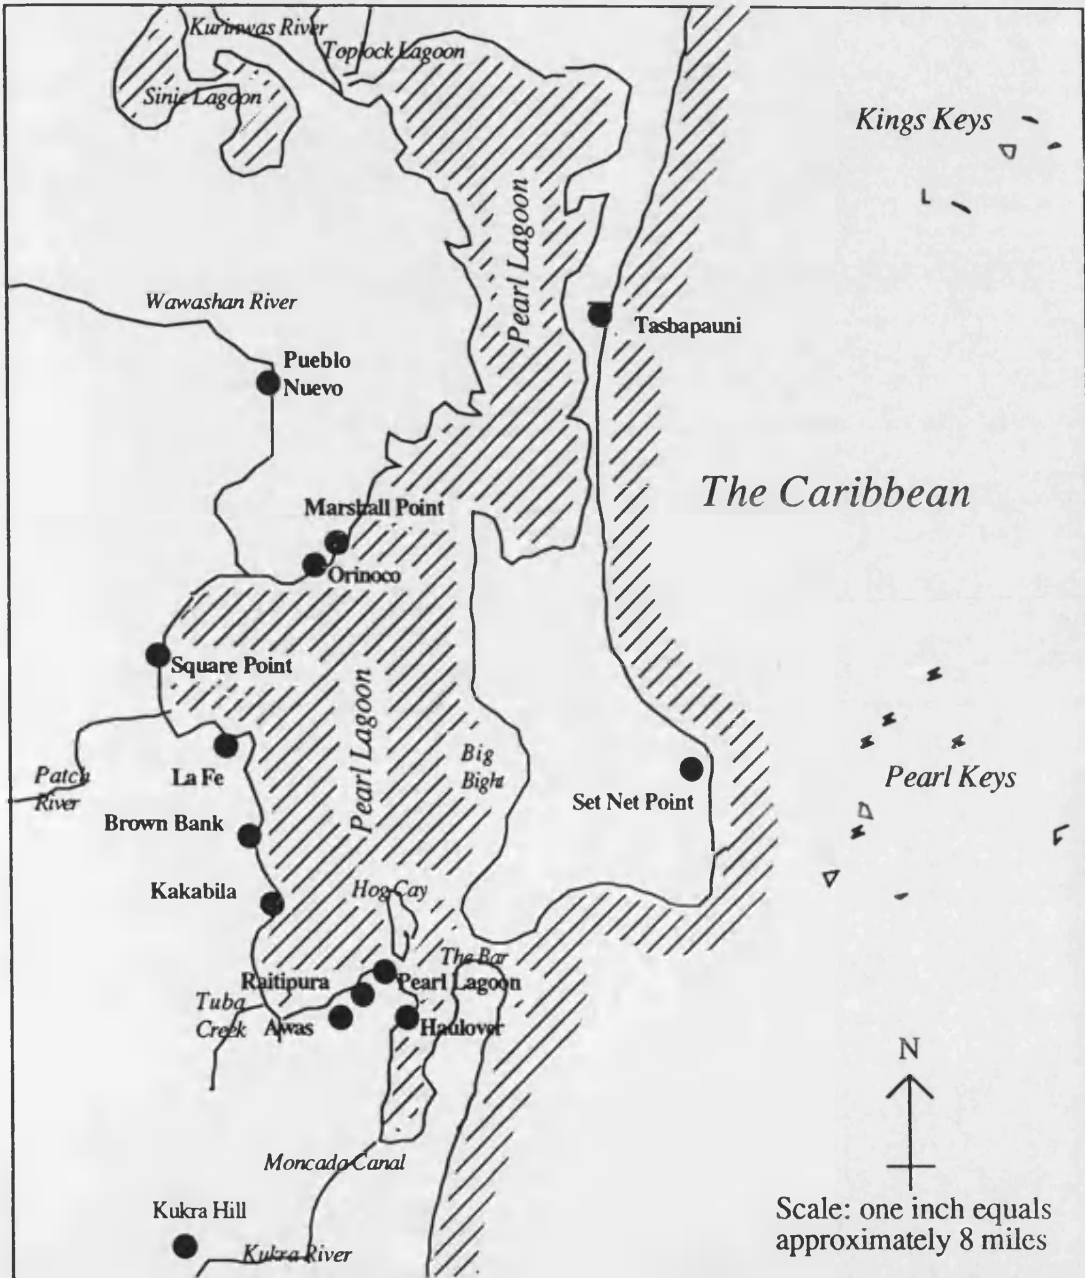 Kurinwas River
Toplock Lagoon
Sinie Lagoon
Kings Keys
Pearl Lagoon
Wawashan River
Tasbapauni
Pueblo
Nuevo
The Caribbean
Marshall Point
Orinoco
Square Point
Pearl Lagoon
Big
Bight
Patch
River
La Fe
Pearl Keys
Set Net Point
Brown Bank
Kakabila
Hog Cay
The Bar
Raitipura
Pearl Lagoon
Tuba
Creek
Awas
Haulover
N
Moncada Canal
Kukra Hill
Scale: one inch equals
approximately 8 miles
Kukra River